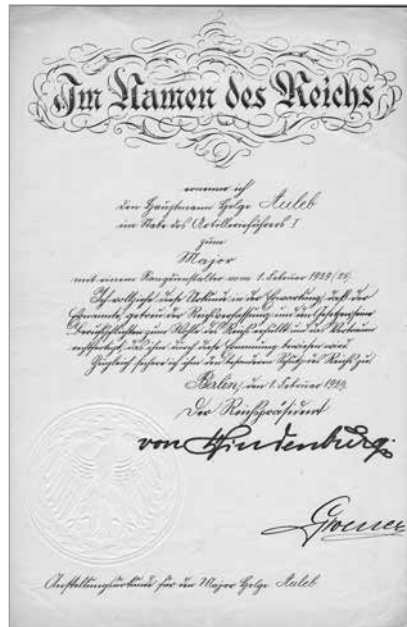 Im Namen des Reichs
ernenne ich
den Hauptmann Helge Auleb
im Stabe des Artillerieführers I
zum
Major
mit einem Rangdienstalter vom 1. Februar 1929
Ich vollziehe diese Urkunde in der Erwartung, daß der
Ernannte, getreu der Reichsverfassung und den Gesetzen seine
Berufspflichten zum Wohle des Reichs erfüllt und das Vertrauen
rechtfertigt, das ihm durch diese Ernennung bewiesen wird.
Zugleich sichere ich ihm den besonderen Schutz des Reichs zu.
Berlin, den 1. Februar 1929.
Der Reichspräsident
von Hindenburg
Groener
Anstellungsurkunde für den Major Helge Auleb